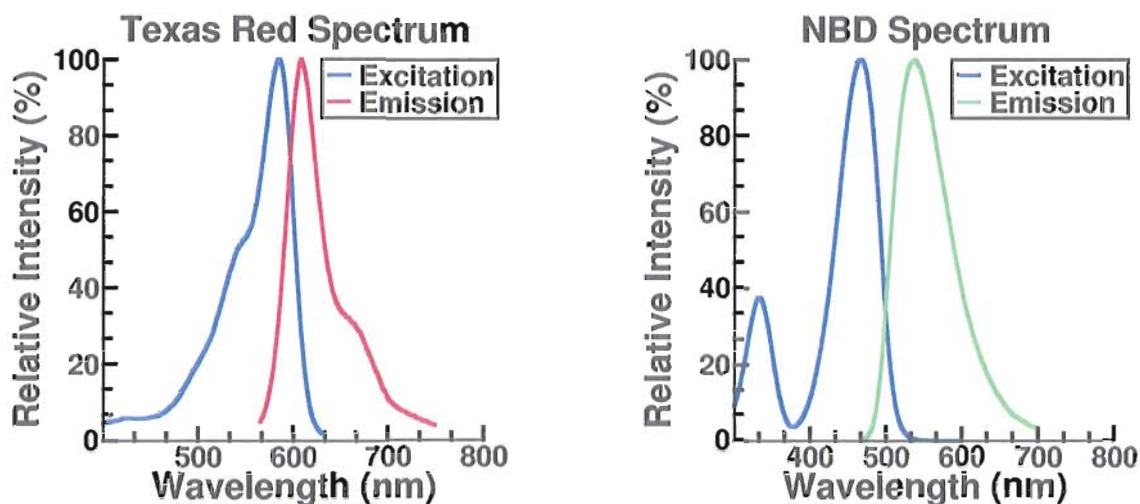 Texas Red Spectrum
Relative Intensity (%)
100
80
60
40
20
0
Excitation
Emission
500 600 700 800
Wavelength (nm)
NBD Spectrum
Relative Intensity (%)
100
80
60
40
20
0
Excitation
Emission
400 500 600 700 800
Wavelength (nm)